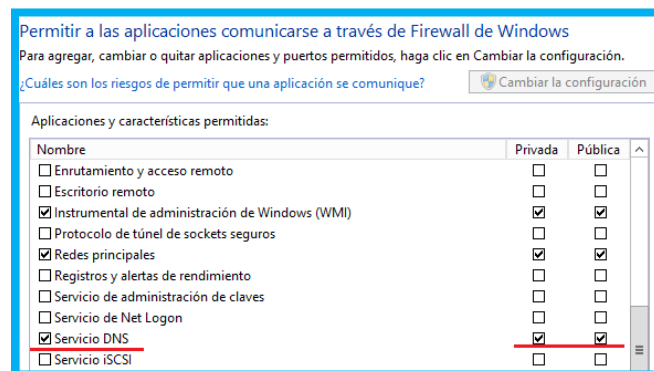 Permitir a las aplicaciones comunicarse a través de Firewall de Windows
Para agregar, cambiar o quitar aplicaciones y puertos permitidos, haga clic en Cambiar la configuración.
¿Cuáles son los riesgos de permitir que una aplicación se comunique? Cambiar la configuración
Aplicaciones y características permitidas:
Nombre Privada Pública
Enrutamiento y acceso remoto
Escritorio remoto
Instrumental de administración de Windows (WMI)
Protocolo de túnel de sockets seguros
Redes principales
Registros y alertas de rendimiento
Servicio de administración de claves
Servicio de Net Logon
Servicio DNS
Servicio iSCSI